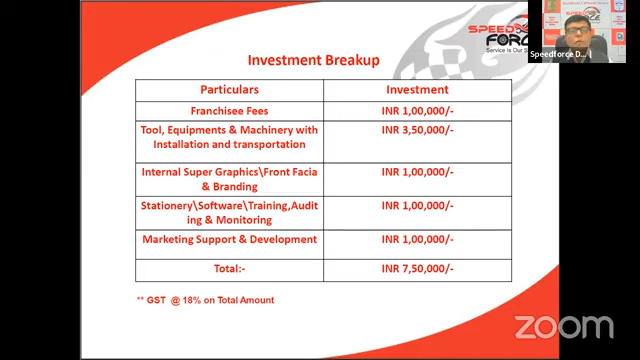 SPEED
FORCE
Service Is Our S
Speedforce D...
Investment Breakup
Particulars Investment
Franchisee Fees INR 1,00,000/-
Tool, Equipments & Machinery with INR 3,50,000/-
Installation and transportation
Internal Super Graphics\Front Facia INR 1,00,000/-
& Branding
Stationery\Software\Training,Audit INR 1,00,000/-
ing & Monitoring
Marketing Support & Development INR 1,00,000/-
Total:- INR 7,50,000/-
** GST @ 18% on Total Amount
zoom